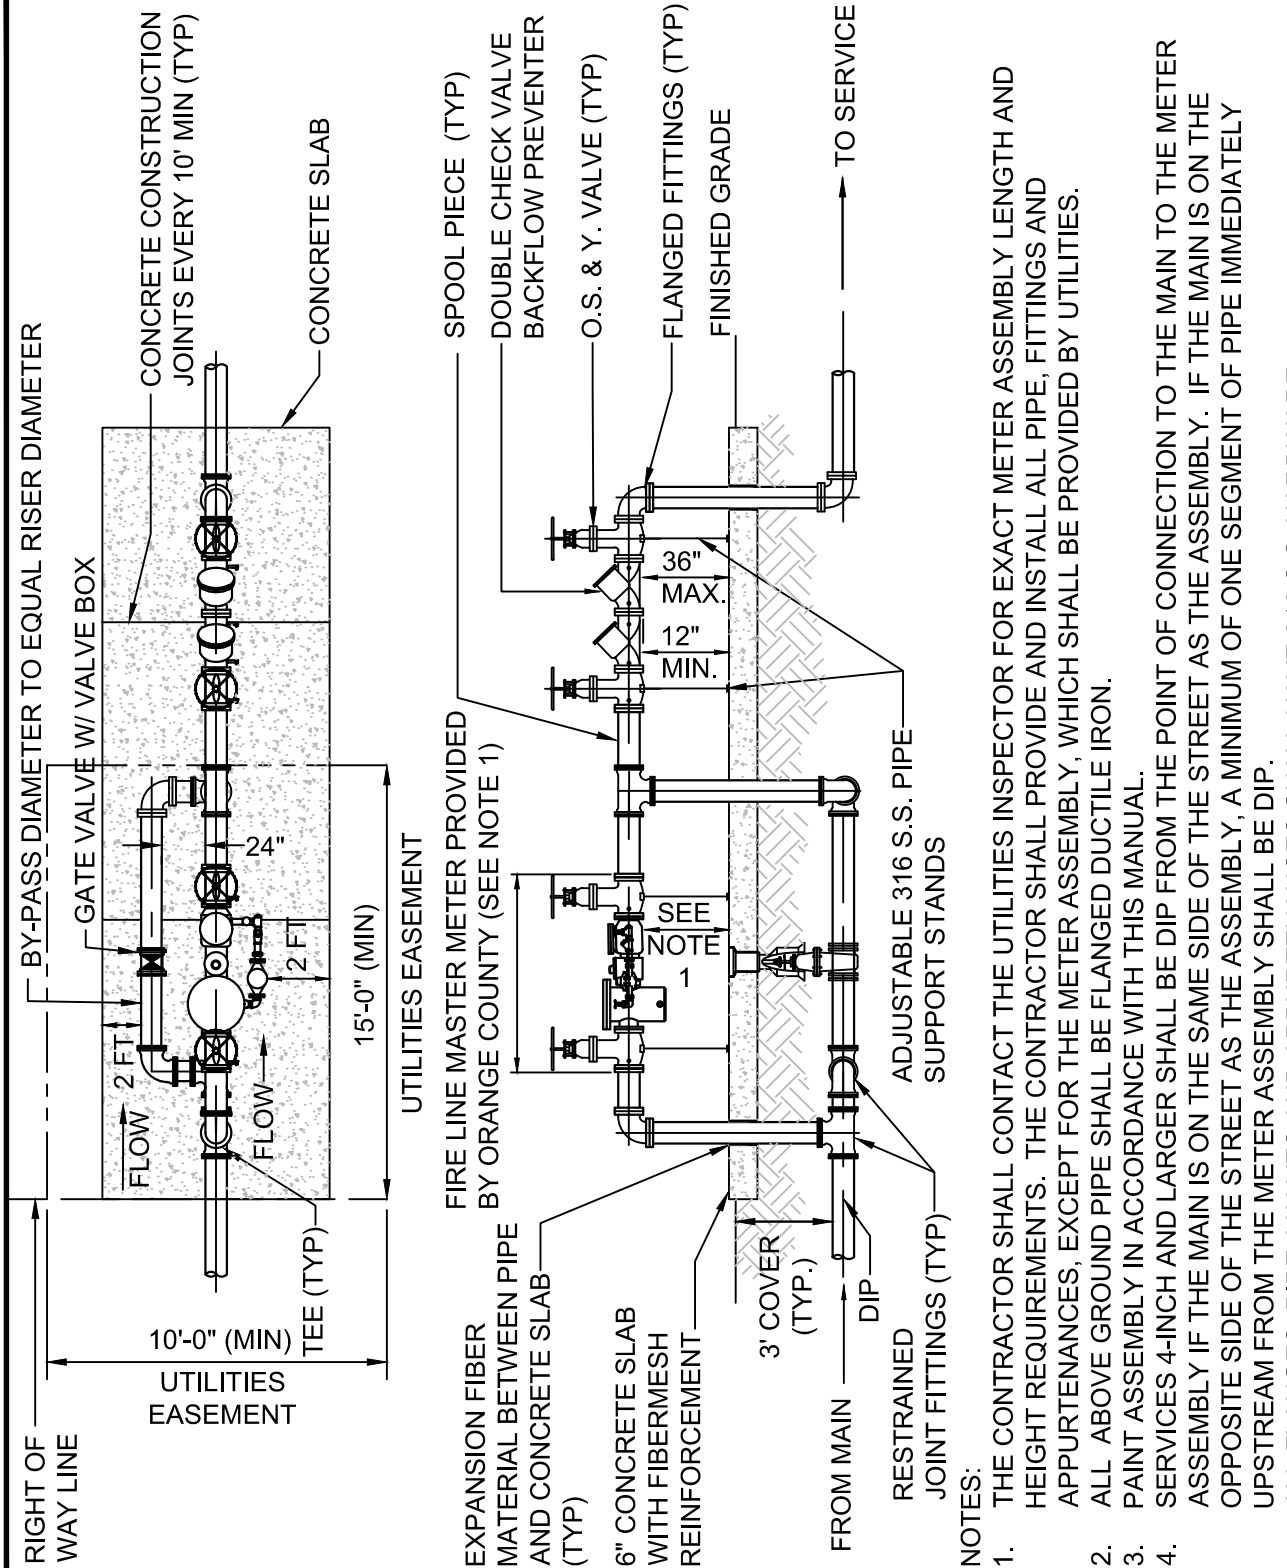 RIGHT OF
WAY LINE
BY-PASS DIAMETER TO EQUAL RISER DIAMETER
GATE VALVE W/ VALVE BOX
CONCRETE CONSTRUCTION
JOINTS EVERY 10' MIN (TYP)
CONCRETE SLAB
10'-0" (MIN)
UTILITIES
EASEMENT
TEE (TYP)
FLOW
2 FT
FLOW
2 FT
24"
15'-0" (MIN)
UTILITIES EASEMENT
FIRE LINE MASTER METER PROVIDED
BY ORANGE COUNTY (SEE NOTE 1)
SPOOL PIECE (TYP)
DOUBLE CHECK VALVE
BACKFLOW PREVENTER
O.S. & Y. VALVE (TYP)
FLANGED FITTINGS (TYP)
FINISHED GRADE
TO SERVICE
EXPANSION FIBER
MATERIAL BETWEEN PIPE
AND CONCRETE SLAB
(TYP)
6" CONCRETE SLAB
WITH FIBERMESH
REINFORCEMENT
SEE
NOTE
1
12"
MIN.
36"
MAX.
3' COVER
(TYP.)
FROM MAIN
DIP
RESTRAINED
JOINT FITTTINGS (TYP)
ADJUSTABLE 316 S.S. PIPE
SUPPORT STANDS
NOTES:
1. THE CONTRACTOR SHALL CONTACT THE UTILITIES INSPECTOR FOR EXACT METER ASSEMBLY LENGTH AND
HEIGHT REQUIREMENTS. THE CONTRACTOR SHALL PROVIDE AND INSTALL ALL PIPE, FITTINGS AND
APPURTENANCES, EXCEPT FOR THE METER ASSEMBLY, WHICH SHALL BE PROVIDED BY UTILITIES.
2. ALL ABOVE GROUND PIPE SHALL BE FLANGED DUCTILE IRON.
3. PAINT ASSEMBLY IN ACCORDANCE WITH THIS MANUAL.
4. SERVICES 4-INCH AND LARGER SHALL BE DIP FROM THE POINT OF CONNECTION TO THE MAIN TO THE METER
ASSEMBLY IF THE MAIN IS ON THE SAME SIDE OF THE STREET AS THE ASSEMBLY. IF THE MAIN IS ON THE
OPPOSITE SIDE OF THE STREET AS THE ASSEMBLY, A MINIMUM OF ONE SEGMENT OF PIPE IMMEDIATELY
UPSTREAM FROM THE METER ASSEMBLY SHALL BE DIP.